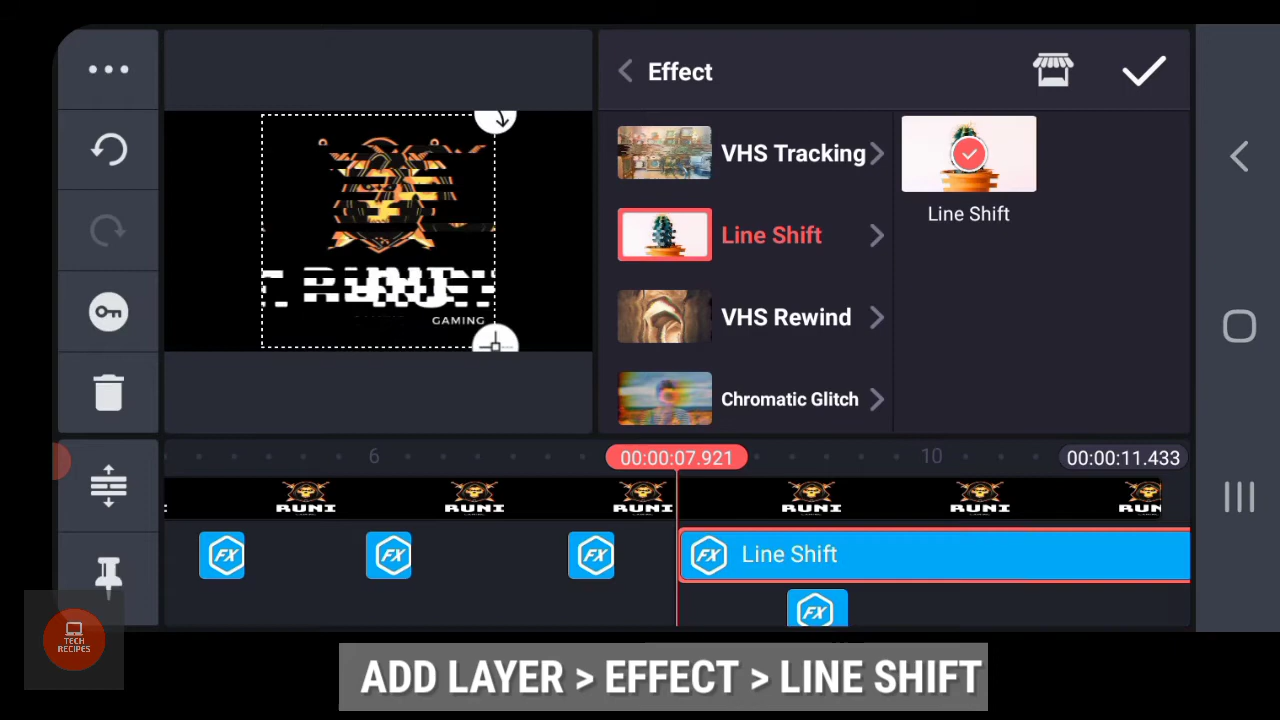 Effect
VHS Tracking
Line Shift
Line Shift
VHS Rewind
Chromatic Glitch
GAMING
6
00:00:07.921
10
00:00:11.433
RUNI
RUNI
RUNI
RUNI
RUNI
RUN
FX
FX
FX
FX
Line Shift
FX
TECH
RECIPES
ADD LAYER > EFFECT > LINE SHIFT